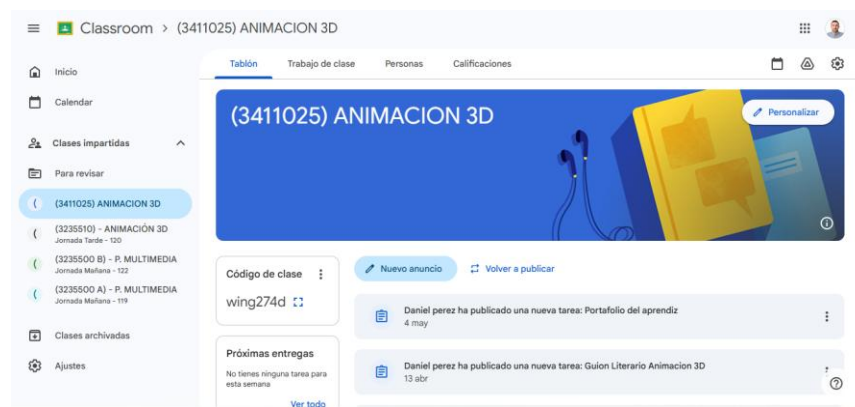 Classroom > (3411025) ANIMACION 3D
Inicio
Calendar
Clases impartidas
Para revisar
(3411025) ANIMACION 3D
(3235510) - ANIMACIÓN 3D
Jornada Tarde - 120
(3235500 B) - P. MULTIMEDIA
Jornada Mañana - 122
(3235500 A) - P. MULTIMEDIA
Jornada Mañana - 119
Clases archivadas
Ajustes
Tablón Trabajo de clase Personas Calificaciones
(3411025) ANIMACION 3D
Personalizar
Código de clase
wing274d
Próximas entregas
No tienes ninguna tarea para
esta semana
Ver todo
Nuevo anuncio Volver a publicar
Daniel perez ha publicado una nueva tarea: Portafolio del aprendiz
4 may
Daniel perez ha publicado una nueva tarea: Guion Literario Animacion 3D
13 abr